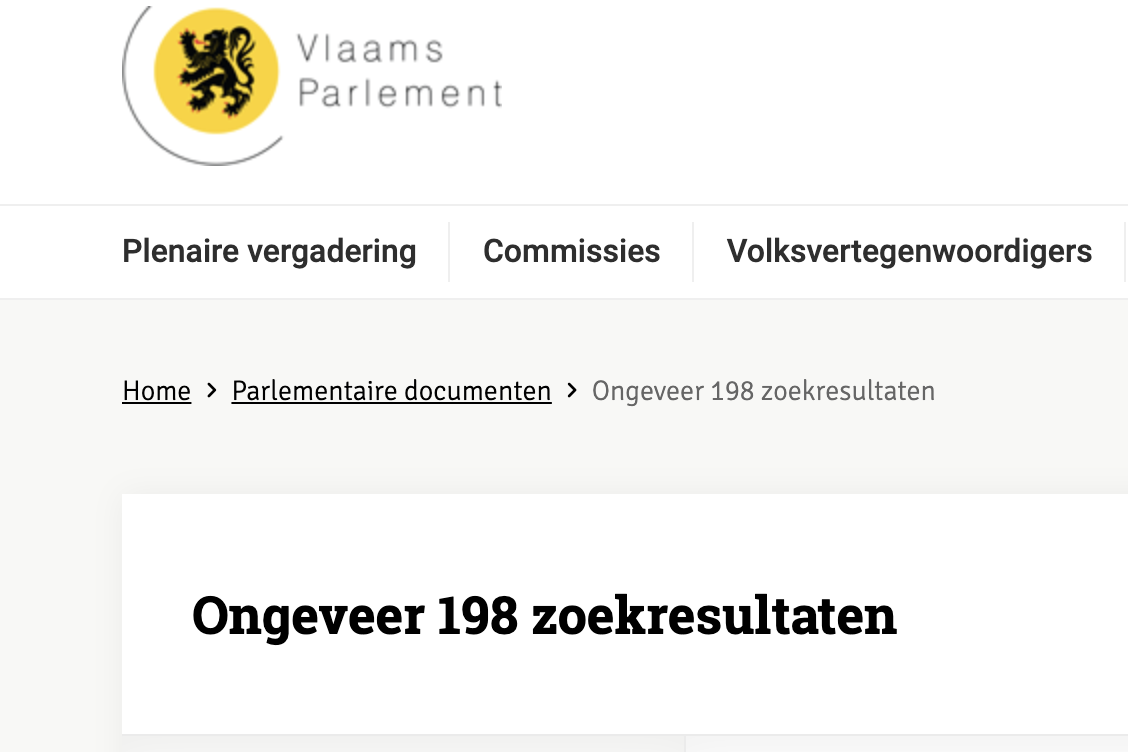 Vlaams
Parlement
Plenaire vergadering
Commissies
Volksvertegenwoordigers
Home > Parlementaire documenten > Ongeveer 198 zoekresultaten
Ongeveer 198 zoekresultaten